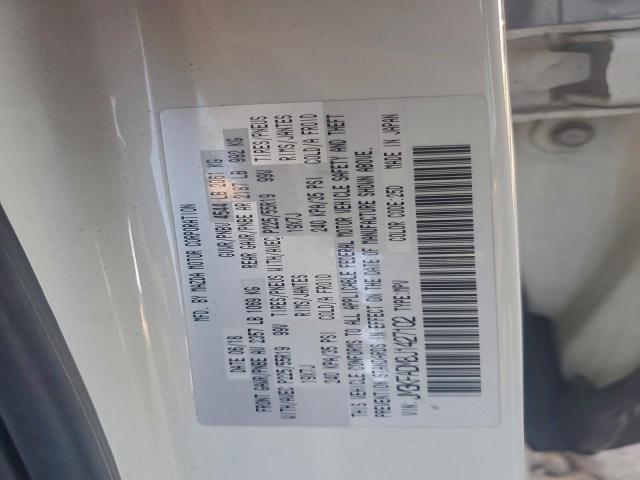 MFD. BY MAZDA MOTOR CORPORATION
DATE 06/18 GVWR/PNBV 4544 LB 2061 KG
FRONT GAWR/PNBE AV 2357 LB 1069 KG REAR GAWR/PNBE AR 2187 LB 992 KG
WITH/AVEC P225/55R19 99V TIRES/PNEUS WITH/AVEC P225/55R19 99V TIRES/PNEUS
19X7J RIMS/JANTES 19X7J RIMS/JANTES
240 KPA/35 PSI COLD/A FROID 240 KPA/35 PSI COLD/A FROID
THIS VEHICLE CONFORMS TO ALL APPLICABLE FEDERAL MOTOR VEHICLE SAFETY AND THEFT
PREVENTION STANDARDS IN EFFECT ON THE DATE OF MANUFACTURE SHOWN ABOVE.
VIN: TYPE:MPV COLOR CODE:25D MADE IN JAPAN